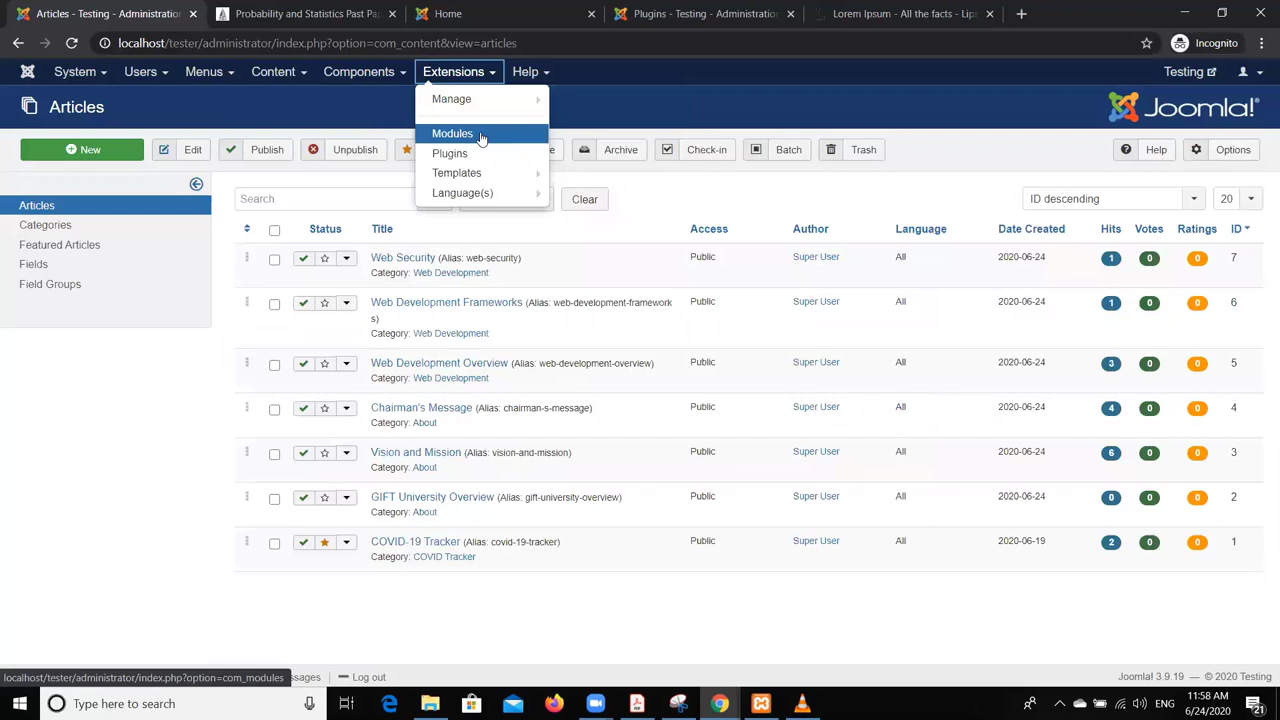 Articles - Testing - Administrati
Probability and Statistics Past Pap
Home
Plugins - Testing - Administration
Lorem Ipsum - All the facts - Lips
localhost/tester/administrator/index.php?option=com_content&view=articles
Incognito
System
Users
Menus
Content
Components
Extensions
Help
Testing
Articles
Joomla!
Manage
Modules
Plugins
Templates
Language(s)
New
Edit
Publish
Unpublish
Archive
Check-in
Batch
Trash
Help
Options
Articles
Categories
Featured Articles
Fields
Field Groups
Search
Clear
ID descending
20
Status Title Access Author Language Date Created Hits Votes Ratings ID
Web Security (Alias: web-security) Public Super User All 2020-06-24 1 0 0 7
Category: Web Development
Web Development Frameworks (Alias: web-development-framework Public Super User All 2020-06-24 1 0 0 6
s)
Category: Web Development
Web Development Overview (Alias: web-development-overview) Public Super User All 2020-06-24 3 0 0 5
Category: Web Development
Chairman's Message (Alias: chairman-s-message) Public Super User All 2020-06-24 4 0 0 4
Category: About
Vision and Mission (Alias: vision-and-mission) Public Super User All 2020-06-24 6 0 0 3
Category: About
GIFT University Overview (Alias: gift-university-overview) Public Super User All 2020-06-24 0 0 0 2
Category: About
COVID-19 Tracker (Alias: covid-19-tracker) Public Super User All 2020-06-19 2 0 0 1
Category: COVID Tracker
localhost/tester/administrator/index.php?option=com_modules
Log out
Joomla! 3.9.19 — © 2020 Testing
Type here to search
11:58 AM
6/24/2020
21